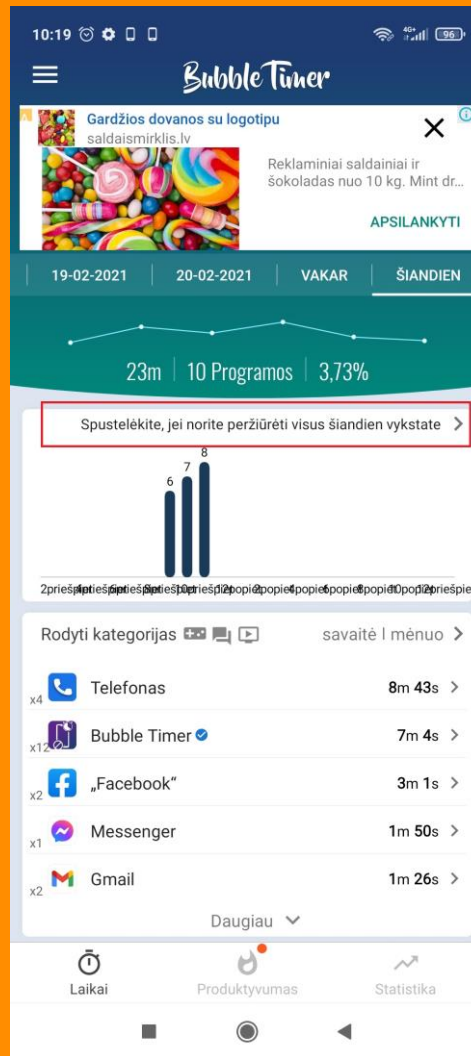 10:19
4G+
96
Bubble Timer
Gardžios dovanos su logotipu
saldaismirklis.lv
Reklaminiai saldainiai ir
šokoladas nuo 10 kg. Mint dr...
APSILANKYTI
19-02-2021
20-02-2021
VAKAR
ŠIANDIEN
23m | 10 Programos | 3,73%
Spustelėkite, jei norite peržiūrėti visus šiandien vykstate
8
7
6
Rodyti kategorijas
savaitė | mėnuo
x4 Telefonas 8m 43s
x12 Bubble Timer 7m 4s
x2 „Facebook“ 3m 1s
x1 Messenger 1m 50s
x2 Gmail 1m 26s
Daugiau
Laikai
Produktyvumas
Statistika